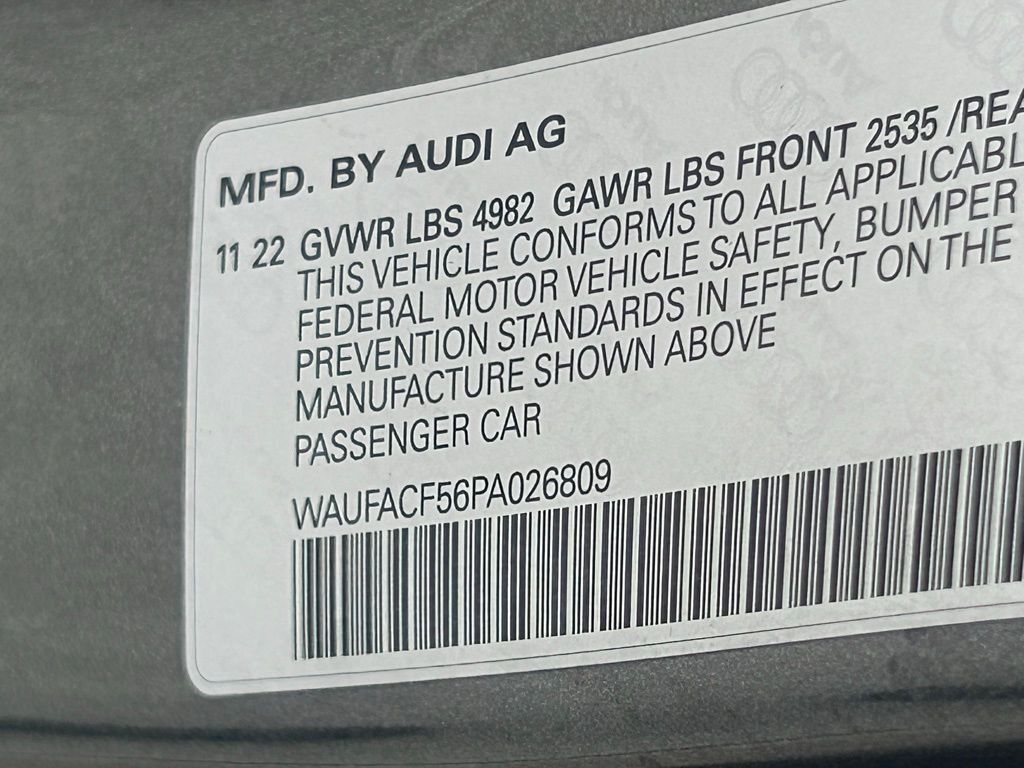 MFD. BY AUDI AG
11 22 GVWR LBS 4982 GAWR LBS FRONT 2535 /REA
THIS VEHICLE CONFORMS TO ALL APPLICABL
FEDERAL MOTOR VEHICLE SAFETY, BUMPER
PREVENTION STANDARDS IN EFFECT ON THE
MANUFACTURE SHOWN ABOVE
PASSENGER CAR
WAUFACF56PA026809